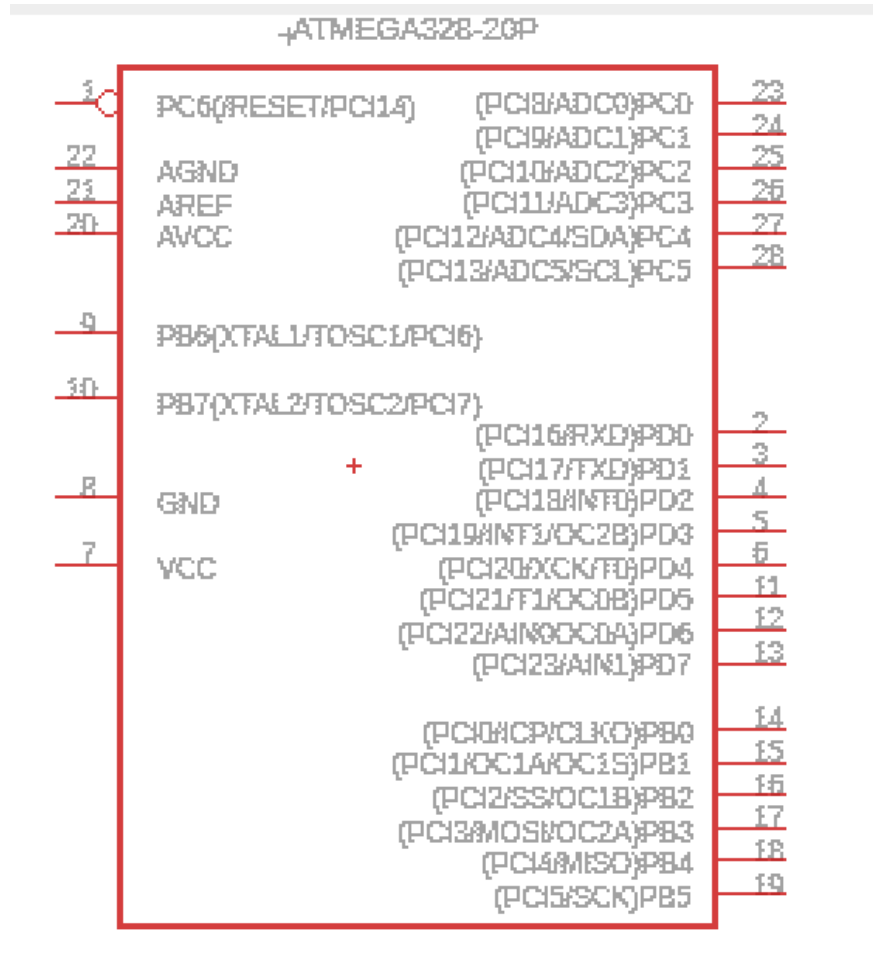 ATMEGA328-20P
1 PC6(/RESET/PCI14) (PCI8/ADC0)PC0 23
(PCI9/ADC1)PC1 24
22 AGND (PCI10/ADC2)PC2 25
21 AREF (PCI11/ADC3)PC3 26
20 AVCC (PCI12/ADC4/SDA)PC4 27
(PCI13/ADC5/SCL)PC5 28
9 PB6(XTAL1/TOSC1/PCI6)
10 PB7(XTAL2/TOSC2/PCI7)
(PCI16/RXD)PD0 2
(PCI17/TXD)PD1 3
8 GND (PCI18/INT0)PD2 4
(PCI19/INT1/OC2B)PD3 5
7 VCC (PCI20/XCK/T0)PD4 6
(PCI21/T1/OC0B)PD5 11
(PCI22/AIN0OC0A)PD6 12
(PCI23/AIN1)PD7 13
(PCI0/ICP/CLKO)PB0 14
(PCI1/OC1A/OC1S)PB1 15
(PCI2/SS/OC1B)PB2 16
(PCI3/MOSI/OC2A)PB3 17
(PCI4/MISO)PB4 18
(PCI5/SCK)PB5 19